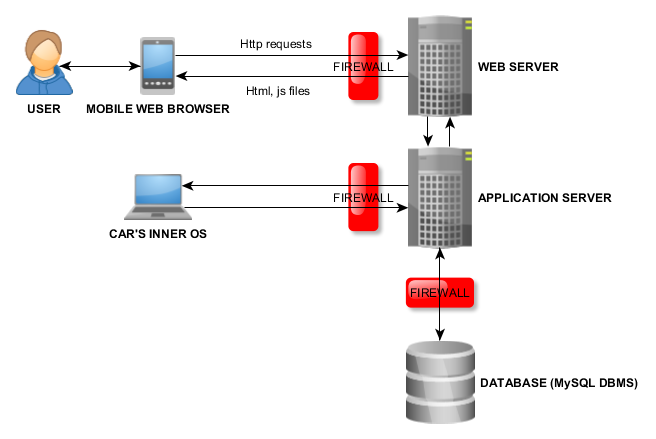 Http requests
FIREWALL
WEB SERVER
Html, js files
USER
MOBILE WEB BROWSER
FIREWALL
APPLICATION SERVER
CAR'S INNER OS
FIREWALL
DATABASE (MySQL DBMS)